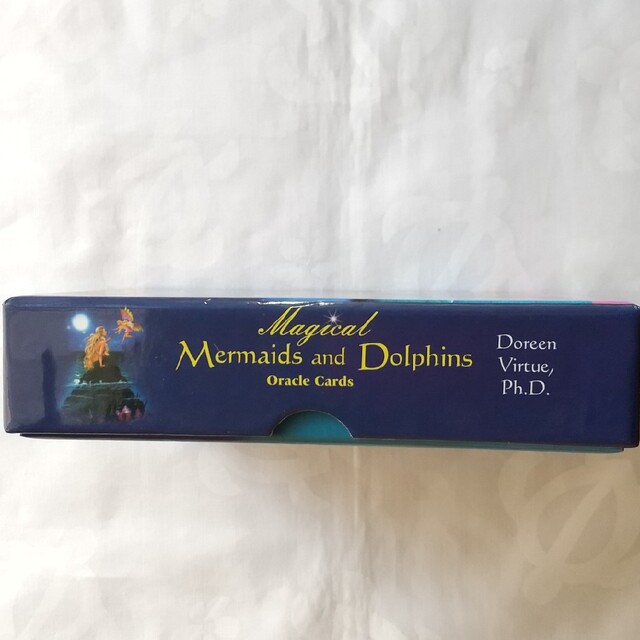 Magical
Mermaids and Dolphins
Oracle Cards
Doreen
Virtue,
Ph.D.